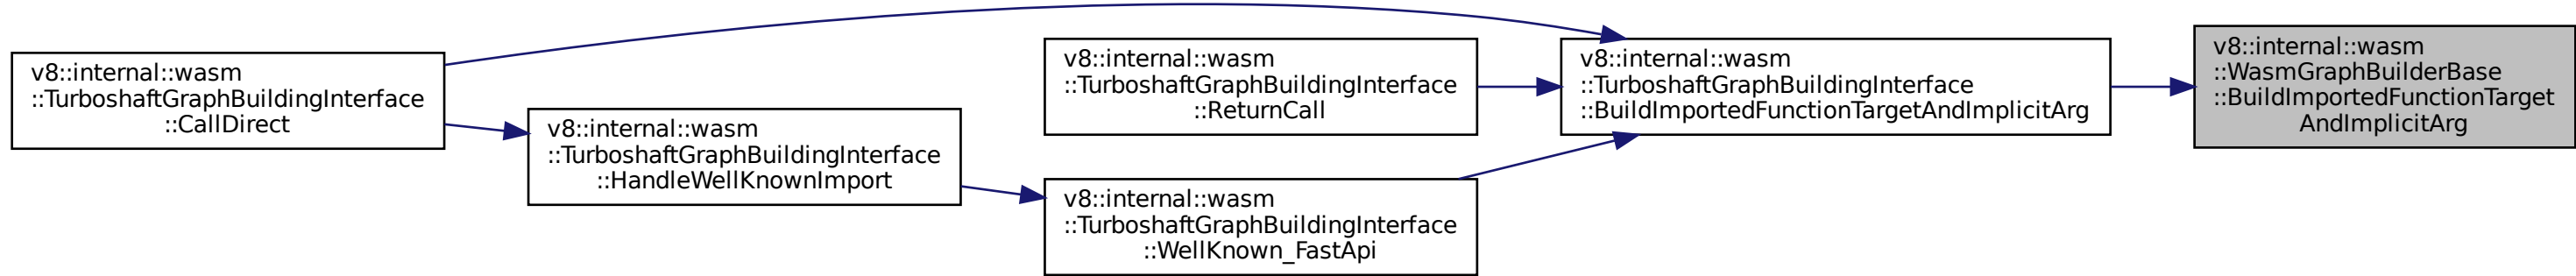 v8::internal::wasm
::TurboshaftGraphBuildingInterface
::CallDirect
v8::internal::wasm
::TurboshaftGraphBuildingInterface
::HandleWellKnownImport
v8::internal::wasm
::TurboshaftGraphBuildingInterface
::ReturnCall
v8::internal::wasm
::TurboshaftGraphBuildingInterface
::WellKnown_FastApi
v8::internal::wasm
::TurboshaftGraphBuildingInterface
::BuildImportedFunctionTargetAndImplicitArg
v8::internal::wasm
::WasmGraphBuilderBase
::BuildImportedFunctionTarget
AndImplicitArg